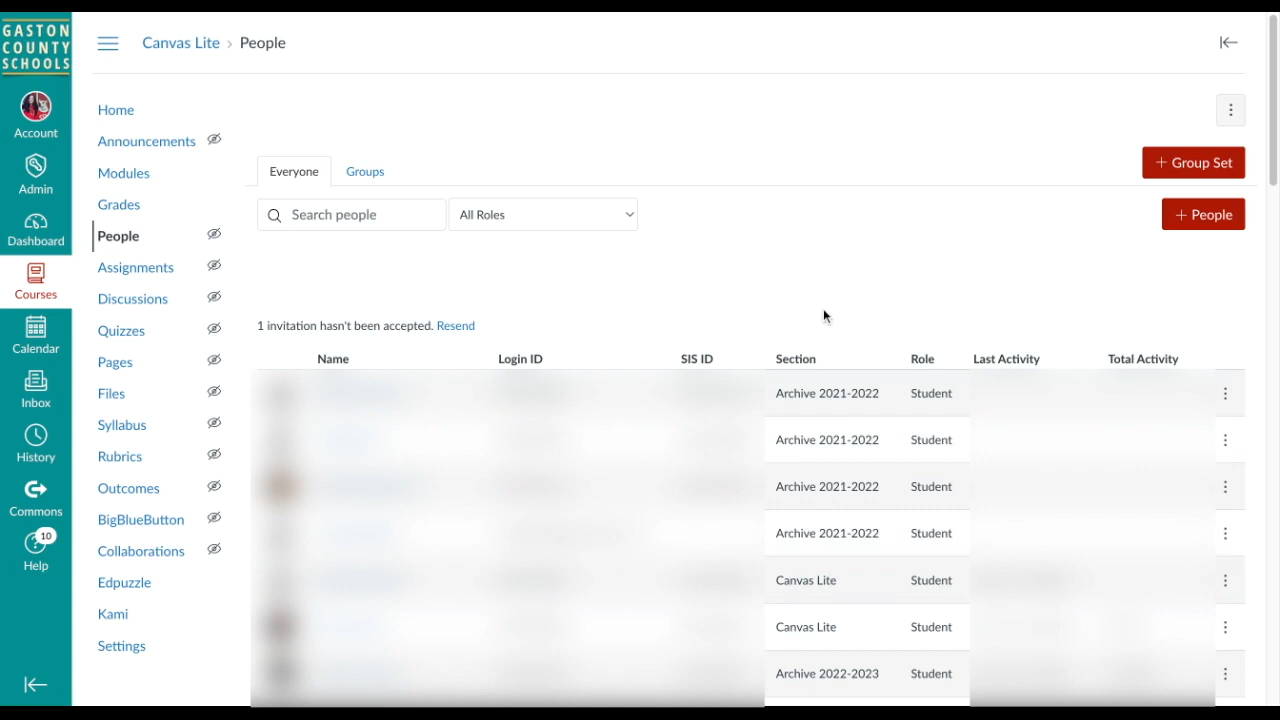 GASTON
COUNTY
SCHOOLS
Account
Admin
Dashboard
Courses
Calendar
Inbox
History
Commons
10
Help
Canvas Lite › People
Home
Announcements
Modules
Grades
People
Assignments
Discussions
Quizzes
Pages
Files
Syllabus
Rubrics
Outcomes
BigBlueButton
Collaborations
Edpuzzle
Kami
Settings
+ Group Set
Everyone Groups
Search people All Roles + People
1 invitation hasn't been accepted. Resend
Name Login ID SIS ID Section Role Last Activity Total Activity
Archive 2021-2022 Student
Archive 2021-2022 Student
Archive 2021-2022 Student
Archive 2021-2022 Student
Canvas Lite Student
Canvas Lite Student
Archive 2022-2023 Student